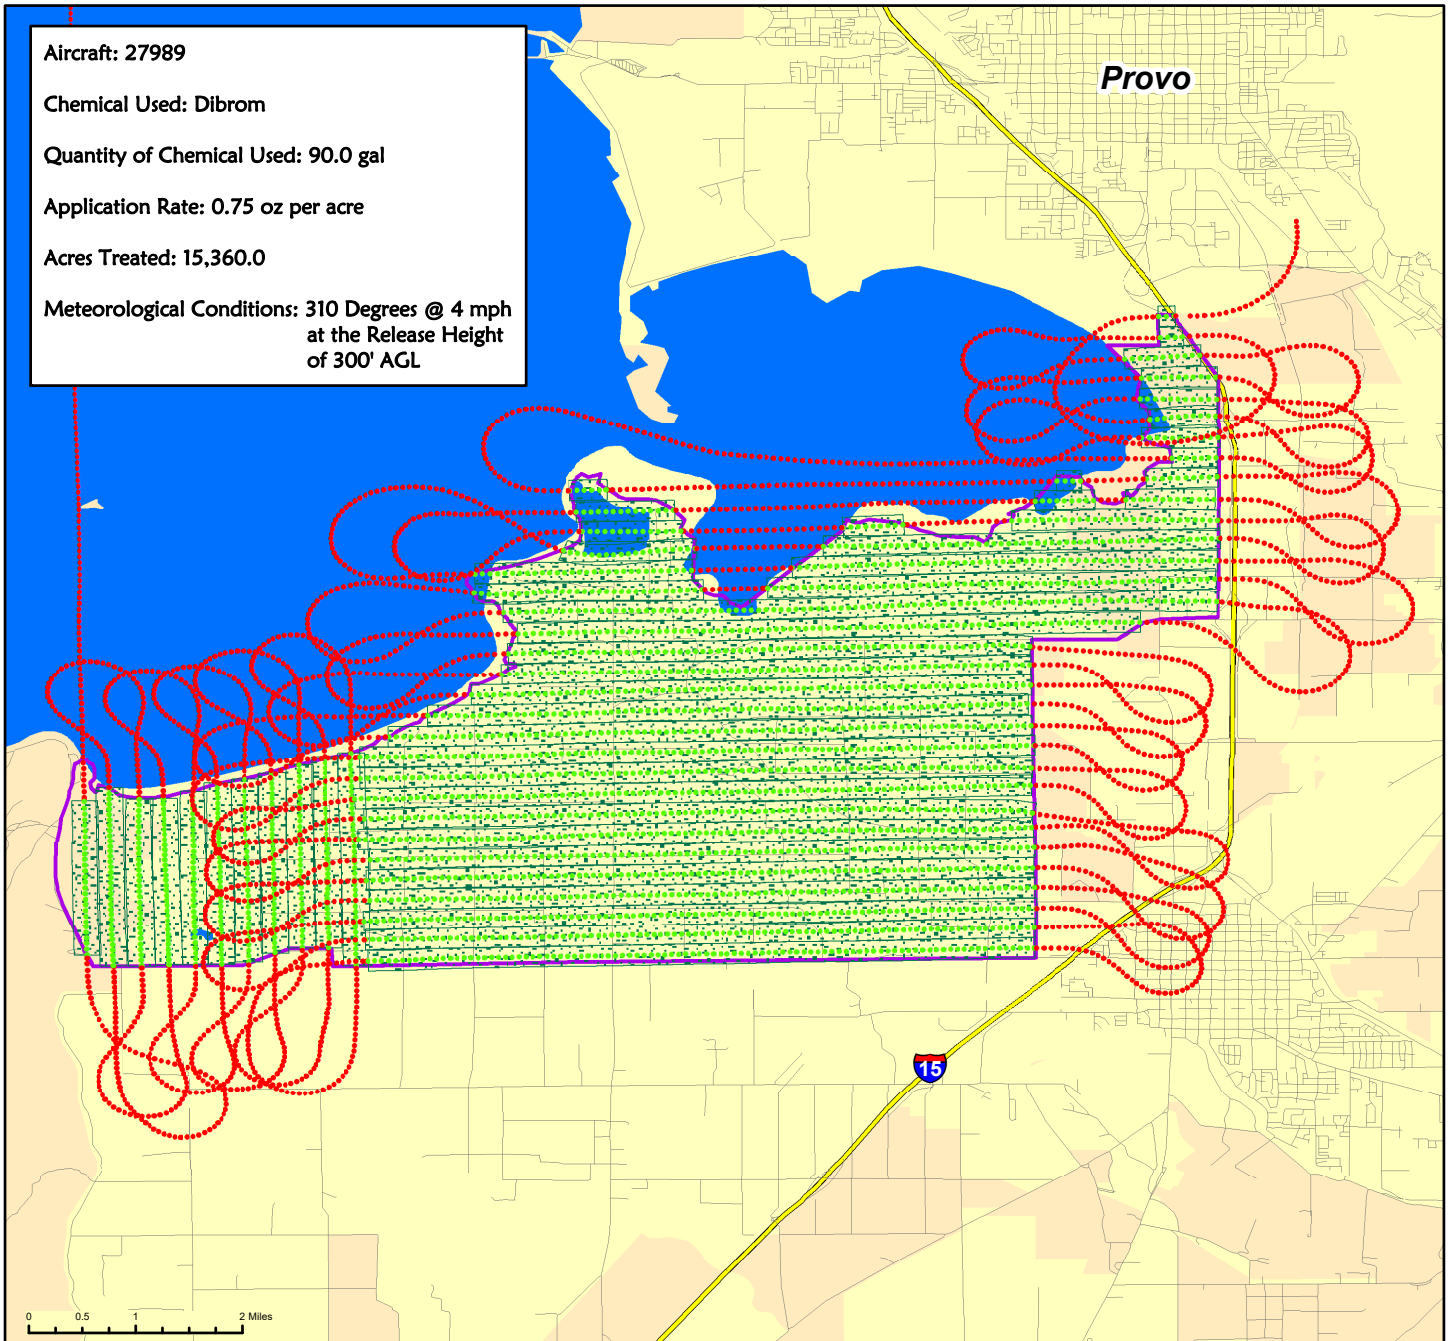 Aircraft: 27989
Chemical Used: Dibrom
Quantity of Chemical Used: 90.0 gal
Application Rate: 0.75 oz per acre
Acres Treated: 15,360.0
Meteorological Conditions: 310 Degrees @ 4 mph
at the Release Height
of 300' AGL
Provo
15
0 0.5 1 2 Miles